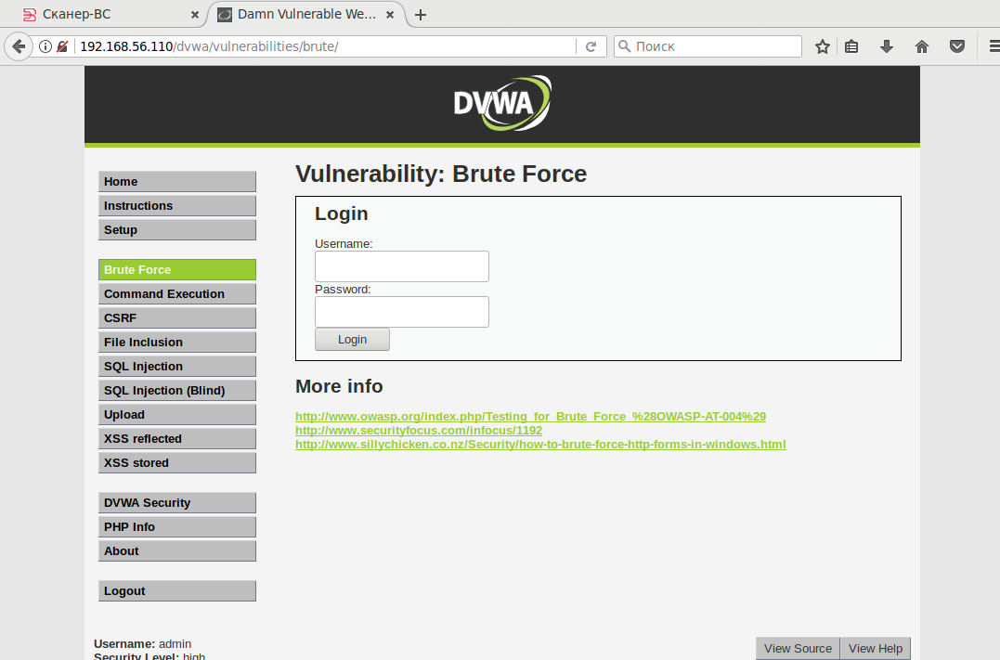 Сканер-ВС
Damn Vulnerable We...
192.168.56.110/dvwa/vulnerabilities/brute/
Поиск
DVWA
Home
Instructions
Setup
Brute Force
Command Execution
CSRF
File Inclusion
SQL Injection
SQL Injection (Blind)
Upload
XSS reflected
XSS stored
DVWA Security
PHP Info
About
Logout
Vulnerability: Brute Force
Login
Username:
Password:
Login
More info
http://www.owasp.org/index.php/Testing_for_Brute_Force_%28OWASP-AT-004%29
http://www.securityfocus.com/infocus/1192
http://www.sillychicken.co.nz/Security/how-to-brute-force-http-forms-in-windows.html
Username: admin
Security Level: high
View Source
View Help